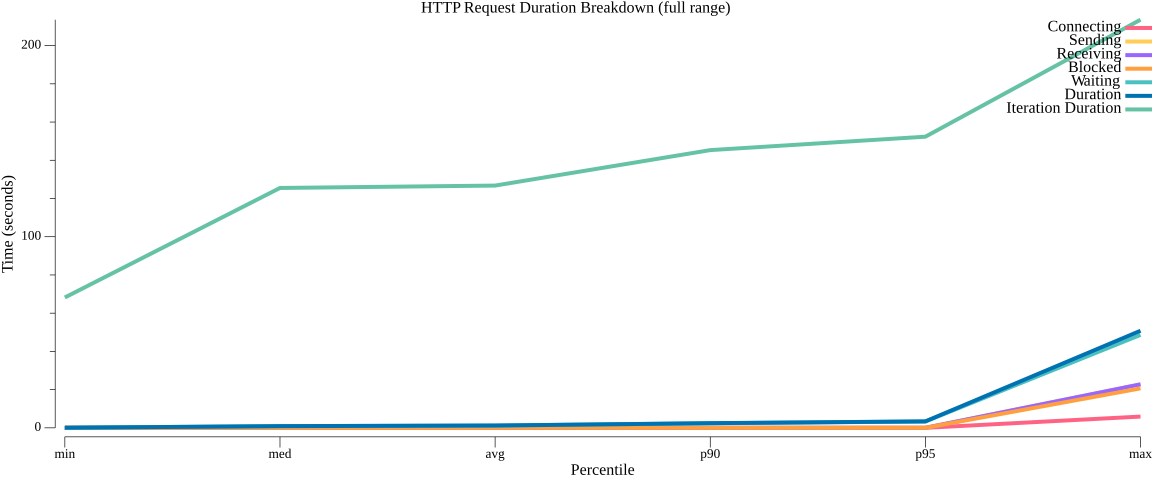 HTTP Request Duration Breakdown (full range)
Connecting
Sending
Receiving
Blocked
Waiting
Duration
Iteration Duration
200
100
0
Time (seconds)
min med avg p90 p95 max
Percentile